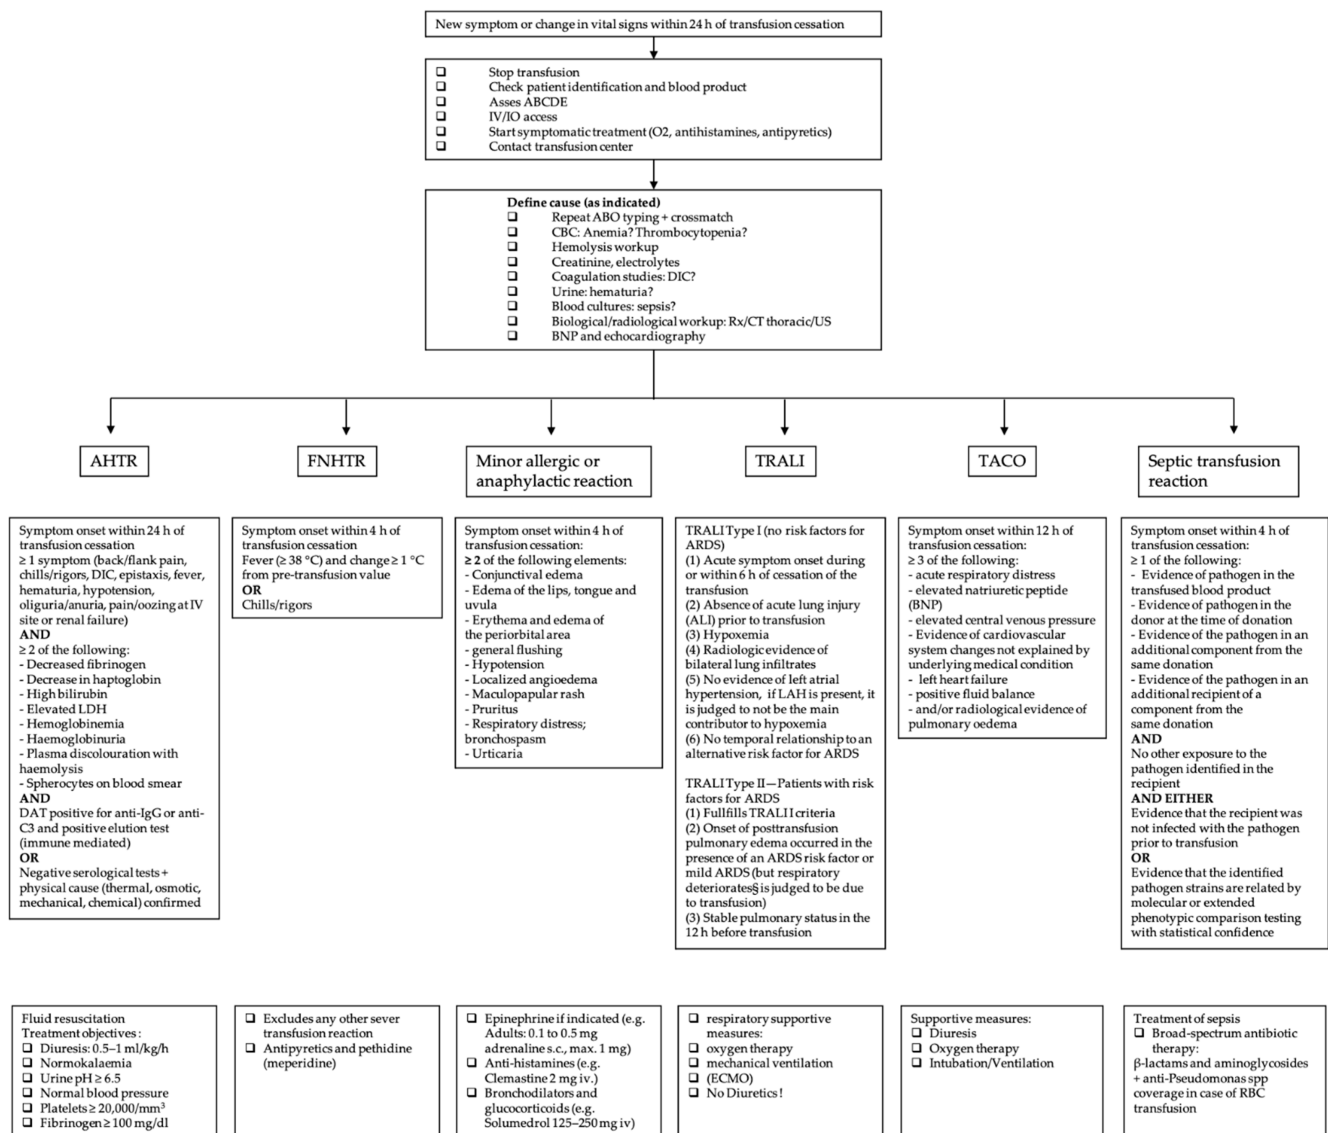 New symptom or change in vital signs within 24 h of transfusion cessation
Stop transfusion
Check patient identification and blood product
Asses ABCDE
IV/IO access
Start symptomatic treatment (O2, antihistamines, antipyretics)
Contact transfusion center
Define cause (as indicated)
Repeat ABO typing + crossmatch
CBC: Anemia? Thrombocytopenia?
Hemolysis workup
Creatinine, electrolytes
Coagulation studies: DIC?
Urine: hematuria?
Blood cultures: sepsis?
Biological/radiological workup: Rx/CT thoracic/US
BNP and echocardiography
AHTR
FNHTR
Minor allergic or
anaphylactic reaction
TRALI
TACO
Septic transfusion
reaction
Symptom onset within 24 h of
transfusion cessation
≥ 1 symptom (back/flank pain,
chills/rigors, DIC, epistaxis, fever,
hematuria, hypotension,
oliguria/anuria, pain/oozing at IV
site or renal failure)
AND
≥ 2 of the following:
- Decreased fibrinogen
- Decrease in haptoglobin
- High bilirubin
- Elevated LDH
- Hemoglobinemia
- Haemoglobinuria
- Plasma discolouration with
haemolysis
- Spherocytes on blood smear
AND
DAT positive for anti-IgG or anti-
C3 and positive elution test
(immune mediated)
OR
Negative serological tests +
physical cause (thermal, osmotic,
mechanical, chemical) confirmed
Symptom onset within 4 h of
transfusion cessation
Fever (≥ 38 °C) and change ≥ 1 °C
from pre-transfusion value
OR
Chills/rigors
Symptom onset within 4 h of
transfusion cessation:
≥ 2 of the following elements:
- Conjunctival edema
- Edema of the lips, tongue and
uvula
- Erythema and edema of
the periorbital area
- general flushing
- Hypotension
- Localized angioedema
- Maculopapular rash
- Pruritus
- Respiratory distress;
bronchospasm
- Urticaria
TRALI Type I (no risk factors for
ARDS)
(1) Acute symptom onset during
or within 6 h of cessation of the
transfusion
(2) Absence of acute lung injury
(ALI) prior to transfusion
(3) Hypoxemia
(4) Radiologic evidence of
bilateral lung infiltrates
(5) No evidence of left atrial
hypertension, if LAH is present, it
is judged to not be the main
contributor to hypoxemia
(6) No temporal relationship to an
alternative risk factor for ARDS
TRALI Type II—Patients with risk
factors for ARDS
(1) Fullfills TRALI I criteria
(2) Onset of posttransfusion
pulmonary edema occurred in the
presence of an ARDS risk factor or
mild ARDS (but respiratory
deteriorates§ is judged to be due
to transfusion)
(3) Stable pulmonary status in the
12 h before transfusion
Symptom onset within 12 h of
transfusion cessation:
≥ 3 of the following:
- acute respiratory distress
- elevated natriuretic peptide
(BNP)
- elevated central venous pressure
- Evidence of cardiovascular
system changes not explained by
underlying medical condition
- left heart failure
- positive fluid balance
- and/or radiological evidence of
pulmonary oedema
Symptom onset within 4 h of
transfusion cessation:
≥ 1 of the following:
- Evidence of pathogen in the
transfused blood product
- Evidence of pathogen in the
donor at the time of donation
- Evidence of the pathogen in an
additional component from the
same donation
- Evidence of the pathogen in an
additional recipient of a
component from the
same donation
AND
No other exposure to the
pathogen identified in the
recipient
AND EITHER
Evidence that the recipient was
not infected with the pathogen
prior to transfusion
OR
Evidence that the identified
pathogen strains are related by
molecular or extended
phenotypic comparison testing
with statistical confidence
Fluid resuscitation
Treatment objectives :
Diuresis: 0.5–1 ml/kg/h
Normokalaemia
Urine pH ≥ 6.5
Normal blood pressure
Platelets ≥ 20,000/mm³
Fibrinogen ≥ 100 mg/dl
Excludes any other sever
transfusion reaction
Antipyretics and pethidine
(meperidine)
Epinephrine if indicated (e.g.
Adults: 0.1 to 0.5 mg
adrenaline s.c., max. 1 mg)
Anti-histamines (e.g.
Clemastine 2 mg iv.)
Bronchodilators and
glucocorticoids (e.g.
Solumedrol 125–250 mg iv)
respiratory supportive
measures:
oxygen therapy
mechanical ventilation
(ECMO)
No Diuretics !
Supportive measures:
Diuresis
Oxygen therapy
Intubation/Ventilation
Treatment of sepsis
Broad-spectrum antibiotic
therapy:
β-lactams and aminoglycosides
+ anti-Pseudomonas spp
coverage in case of RBC
transfusion